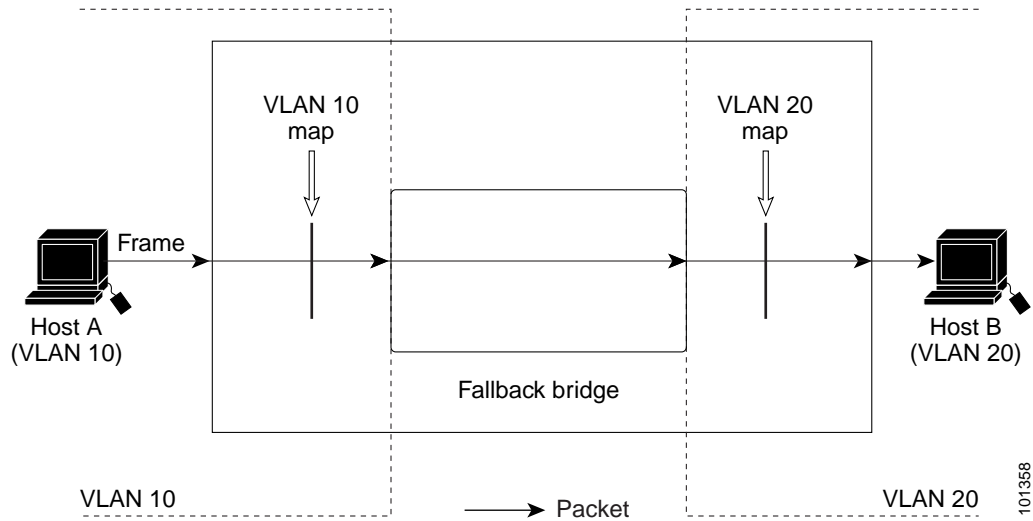 VLAN 10
map
VLAN 20
map
Frame
Host A
(VLAN 10)
Host B
(VLAN 20)
Fallback bridge
VLAN 10
Packet
VLAN 20
101358